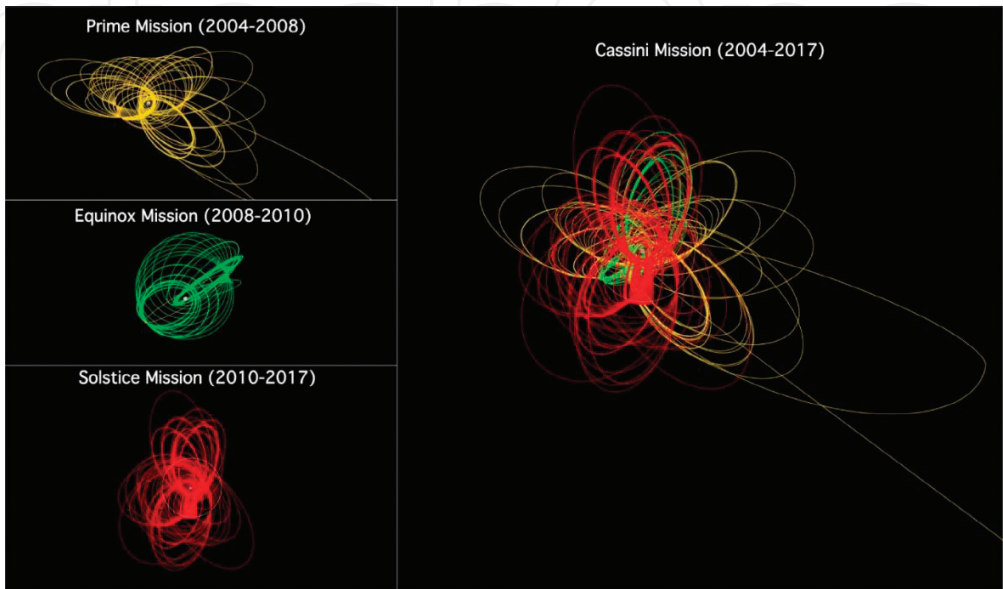 Prime Mission (2004-2008)
Equinox Mission (2008-2010)
Solstice Mission (2010-2017)
Cassini Mission (2004-2017)